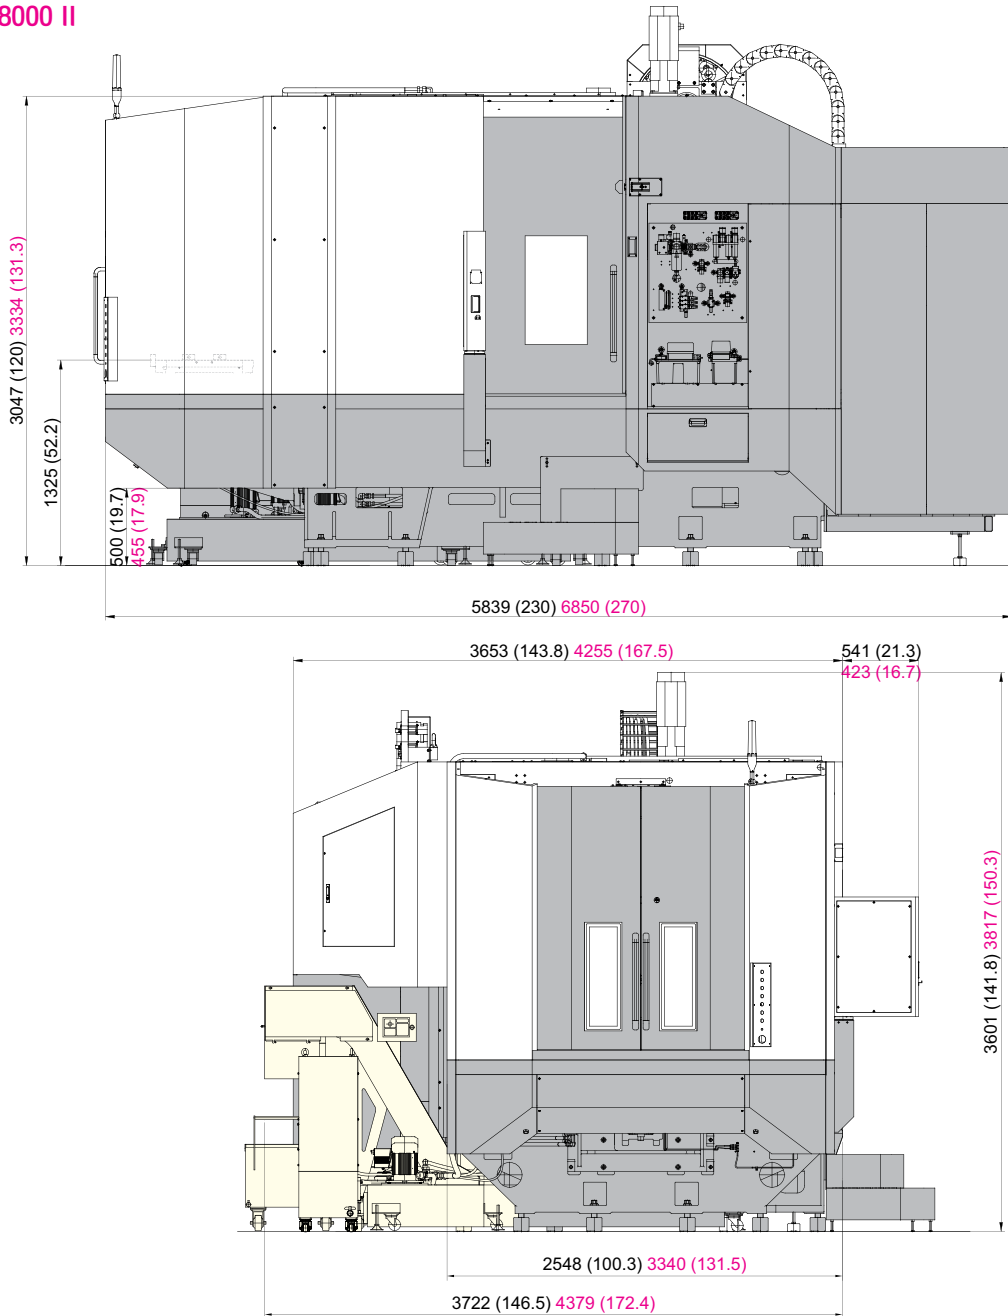 8000 II
3047 (120) 3334 (131.3)
1325 (52.2)
500 (19.7)
455 (17.9)
5839 (230) 6850 (270)
3653 (143.8) 4255 (167.5)
541 (21.3)
423 (16.7)
3601 (141.8) 3817 (150.3)
2548 (100.3) 3340 (131.5)
3722 (146.5) 4379 (172.4)